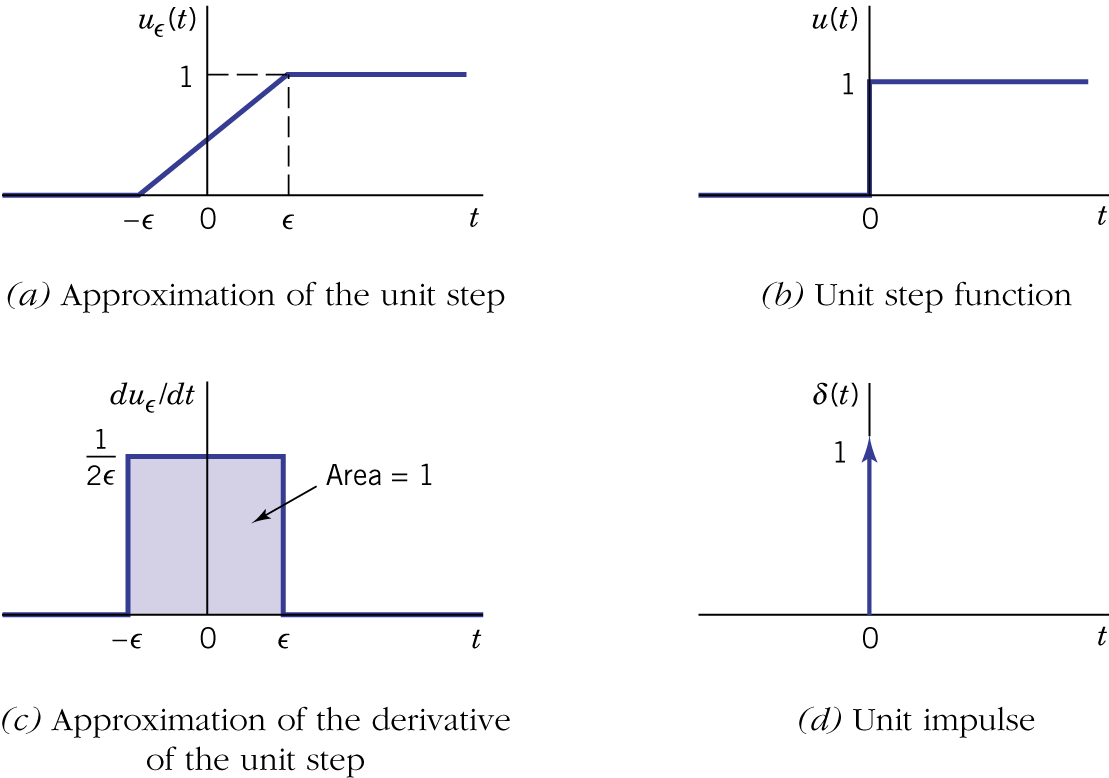 uϵ(t)
1
−ϵ 0 ϵ t
(a) Approximation of the unit step
u(t)
1
0 t
(b) Unit step function
duϵ/dt
1
2ϵ
Area = 1
−ϵ 0 ϵ t
(c) Approximation of the derivative
of the unit step
δ(t)
1
0 t
(d) Unit impulse